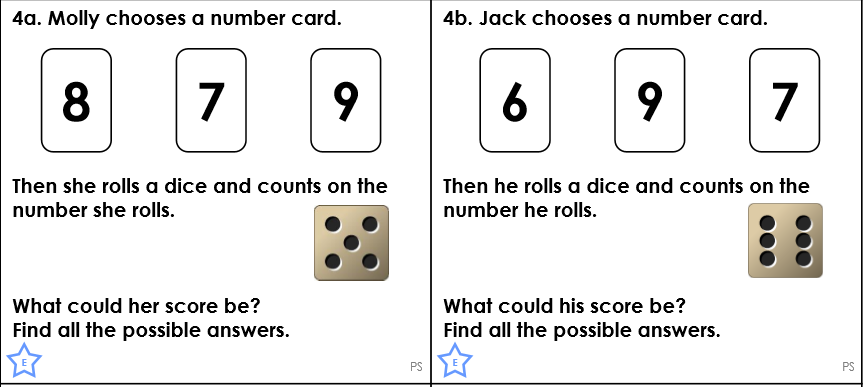 4a. Molly chooses a number card.
8 7 9
Then she rolls a dice and counts on the
number she rolls.
What could her score be?
Find all the possible answers.
E
PS
4b. Jack chooses a number card.
6 9 7
Then he rolls a dice and counts on the
number he rolls.
What could his score be?
Find all the possible answers.
E
PS